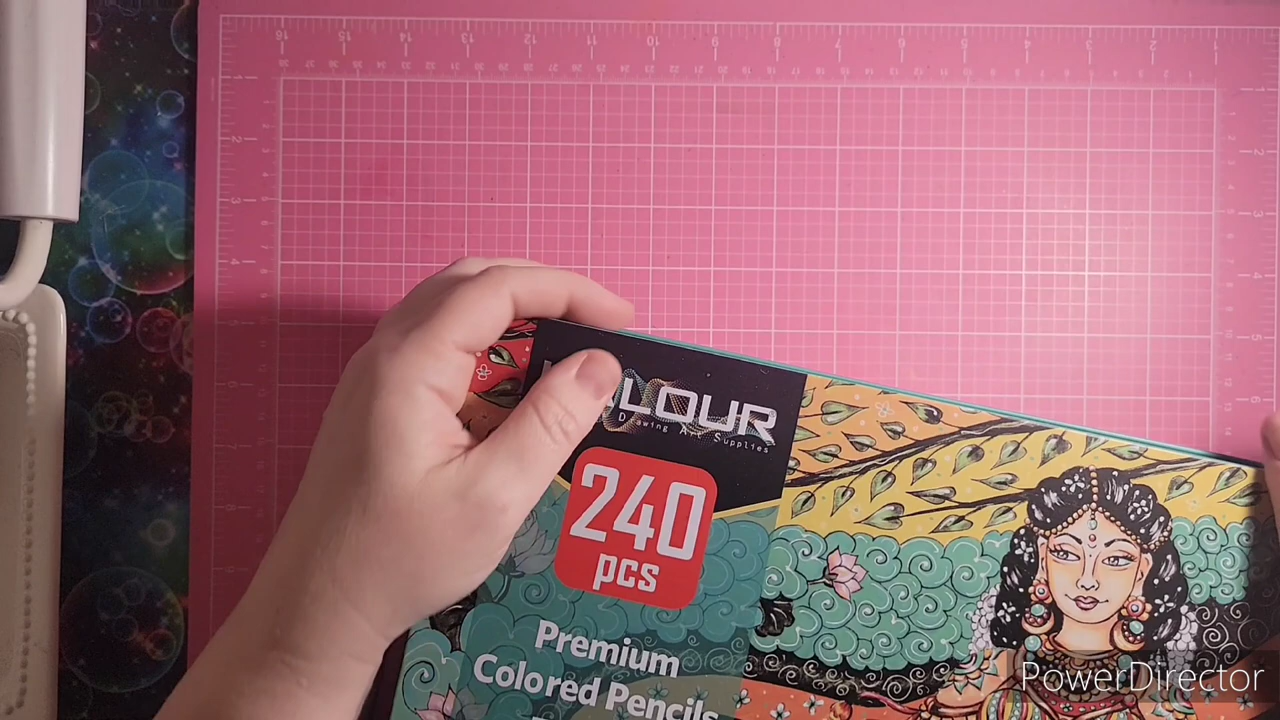 LOUR
Drawing Art Supplies
240
pcs
Premium
Colored Pencils
PowerDirector